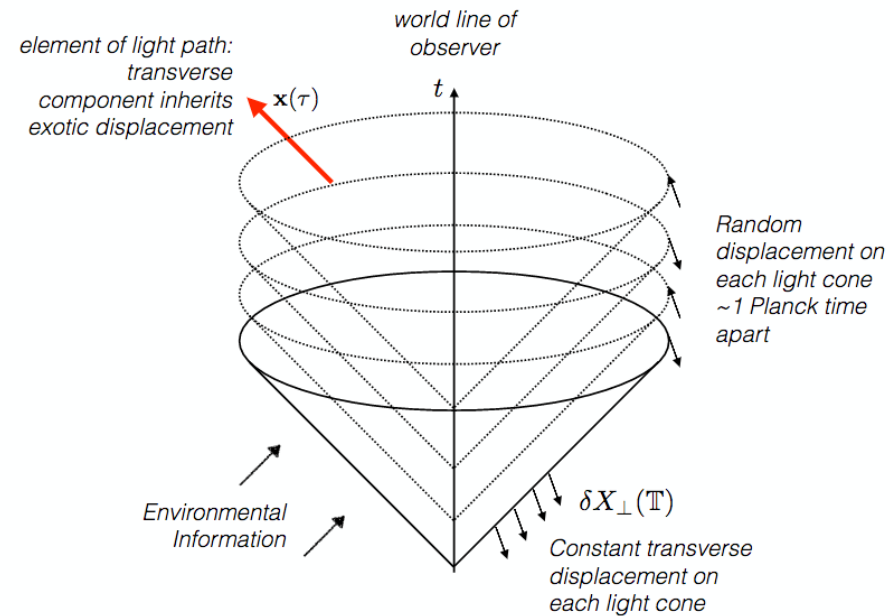 world line of
observer
element of light path:
transverse
component inherits
exotic displacement
x(τ)
t
Random
displacement on
each light cone
~1 Planck time
apart
Environmental
Information
δX⊥(𝕋)
Constant transverse
displacement on
each light cone